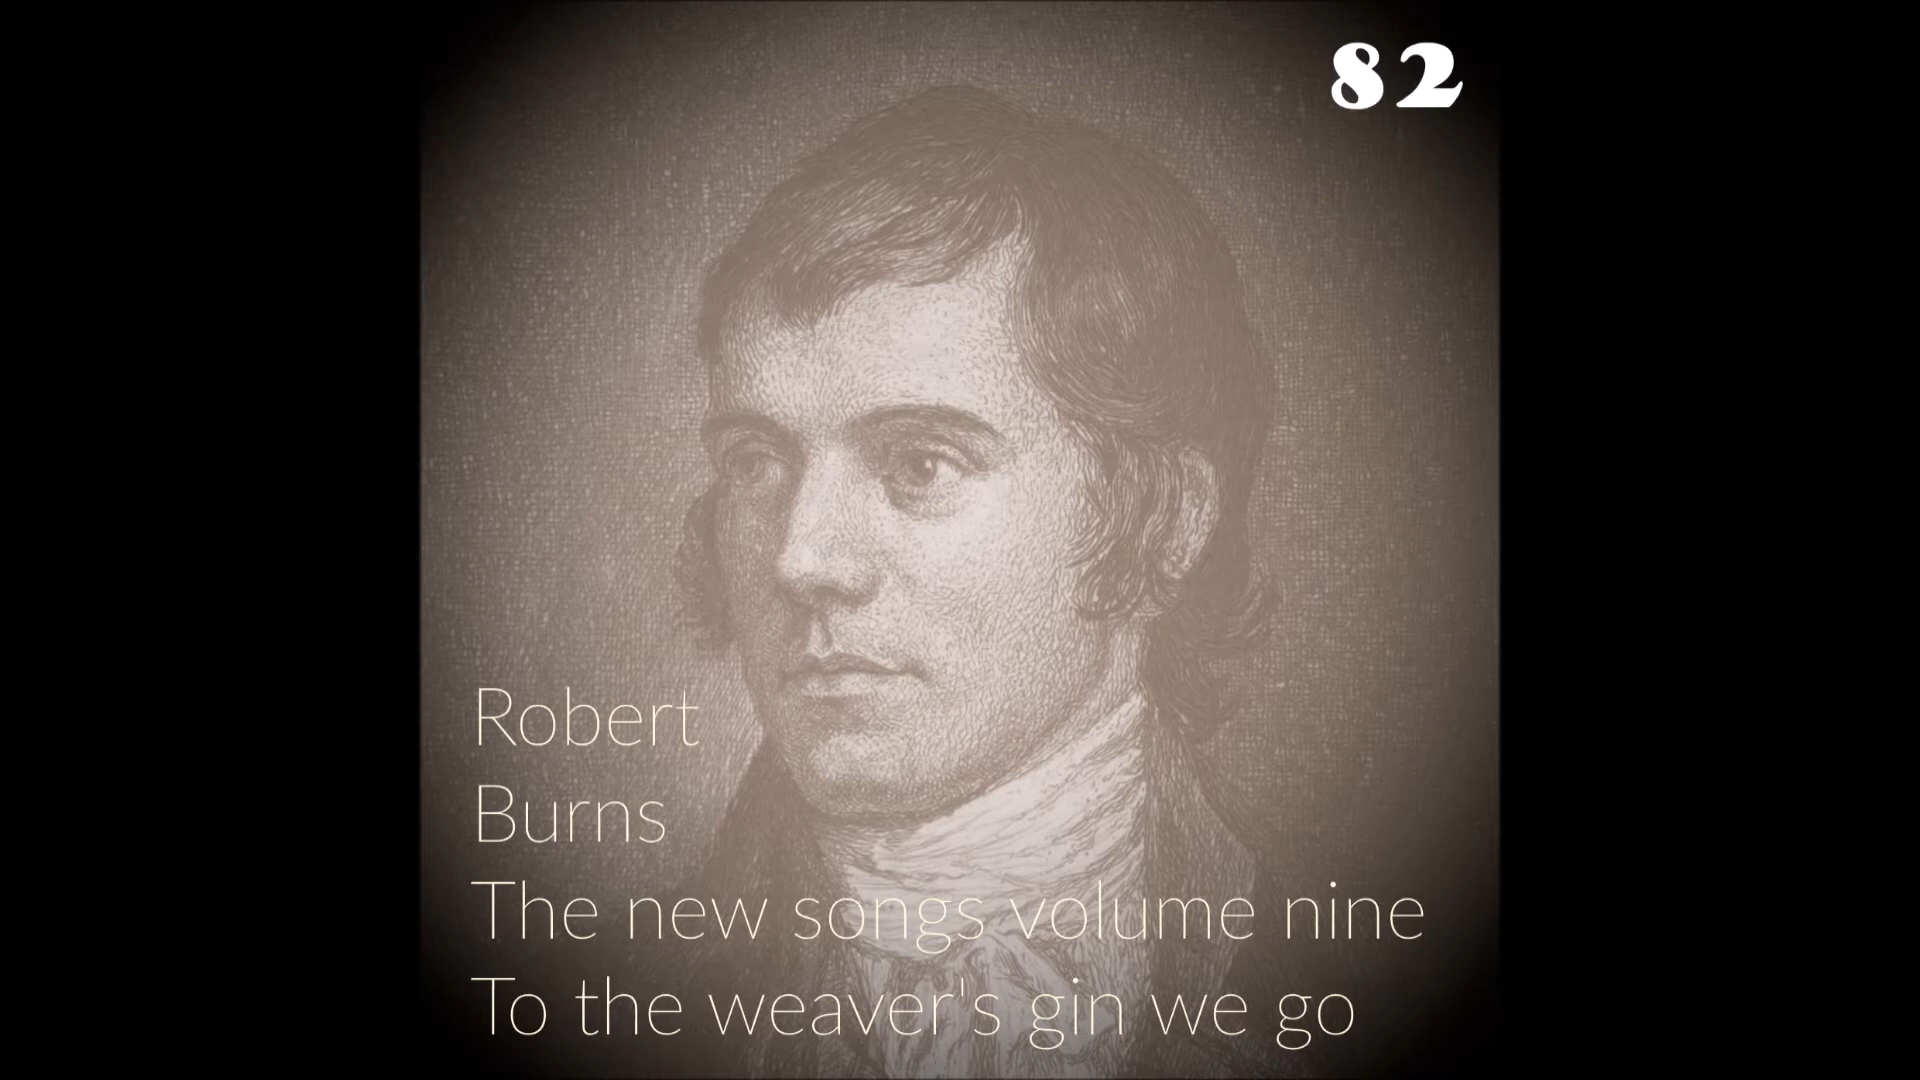 82
Robert
Burns
The new songs volume nine
To the weaver's gin we go